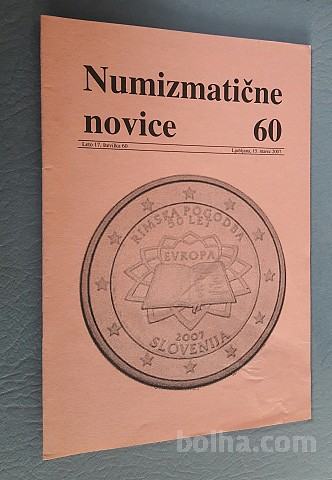 Numizmatične
novice 60
Leto 17, številka 60 Ljubljana, 15. marec 2007
RIMSKA POGODBA
50 LET
EVROPA
2007
SLOVENIJA
bolha.com